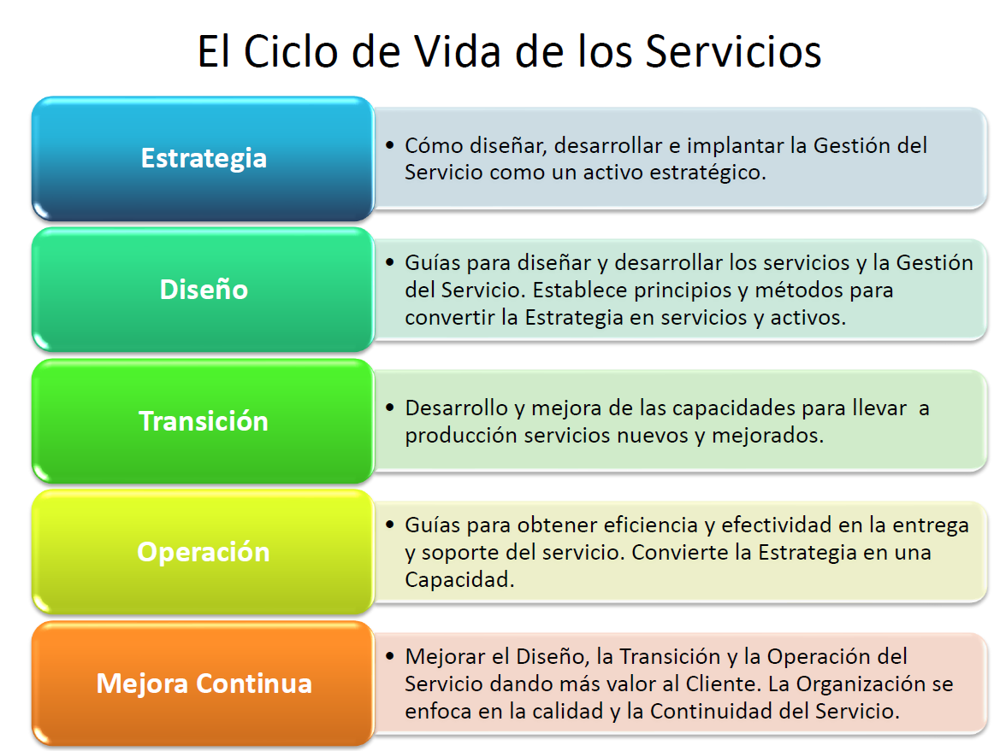 El Ciclo de Vida de los Servicios
Estrategia
• Cómo diseñar, desarrollar e implantar la Gestión del
Servicio como un activo estratégico.
Diseño
• Guías para diseñar y desarrollar los servicios y la Gestión
del Servicio. Establece principios y métodos para
convertir la Estrategia en servicios y activos.
Transición
• Desarrollo y mejora de las capacidades para llevar  a
producción servicios nuevos y mejorados.
Operación
• Guías para obtener eficiencia y efectividad en la entrega
y soporte del servicio. Convierte la Estrategia en una
Capacidad.
Mejora Continua
• Mejorar el Diseño, la Transición y la Operación del
Servicio dando más valor al Cliente. La Organización se
enfoca en la calidad y la Continuidad del Servicio.